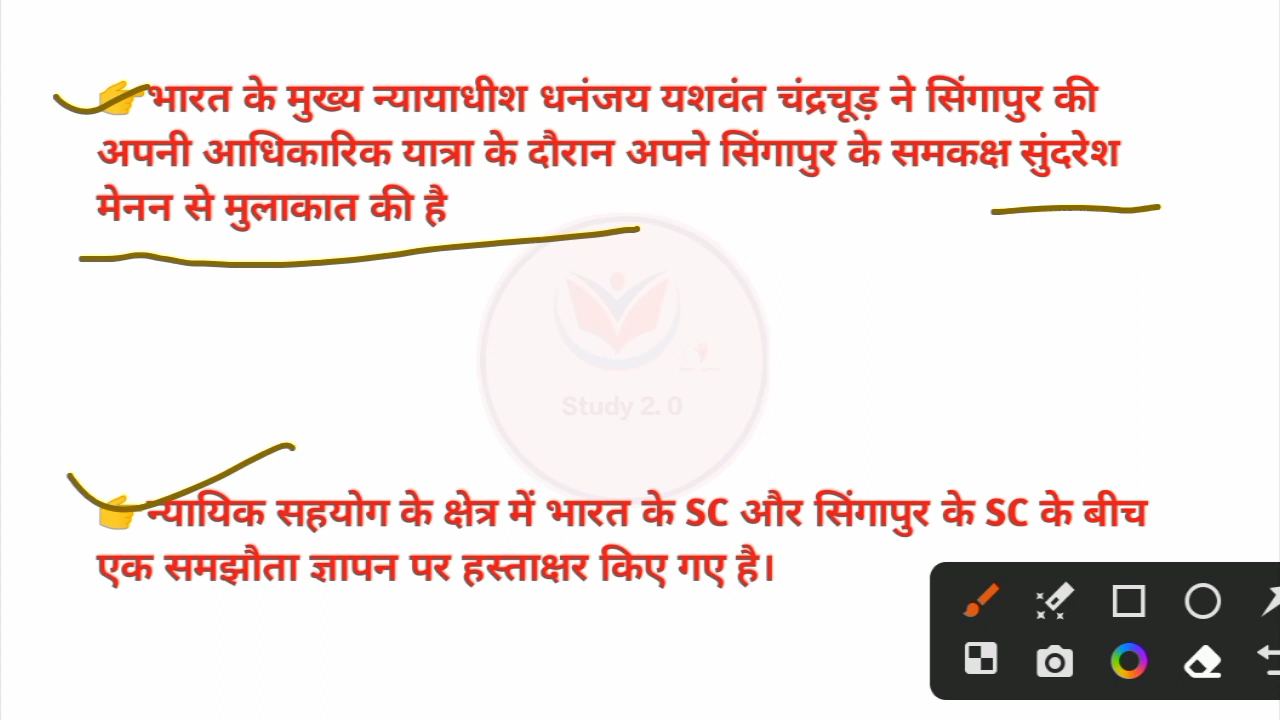 👉भारत के मुख्य न्यायाधीश धनंजय यशवंत चंद्रचूड़ ने सिंगापुर की
अपनी आधिकारिक यात्रा के दौरान अपने सिंगापुर के समकक्ष सुंदरेश
मेनन से मुलाकात की है
Study 2. 0
👉न्यायिक सहयोग के क्षेत्र में भारत के SC और सिंगापुर के SC के बीच
एक समझौता ज्ञापन पर हस्ताक्षर किए गए है।